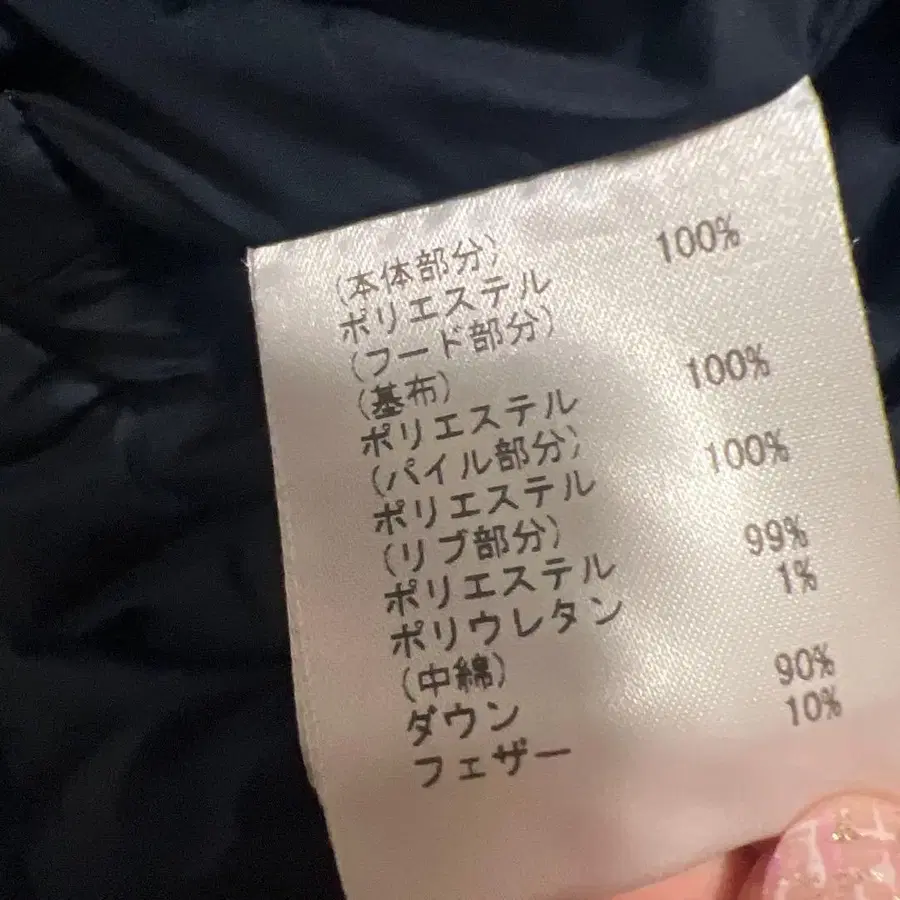 (本体部分)
ポリエステル 100%
(フード部分)
(基布)
ポリエステル 100%
(パイル部分)
ポリエステル 100%
(リブ部分)
ポリエステル 99%
ポリウレタン 1%
(中綿)
ダウン 90%
フェザー 10%